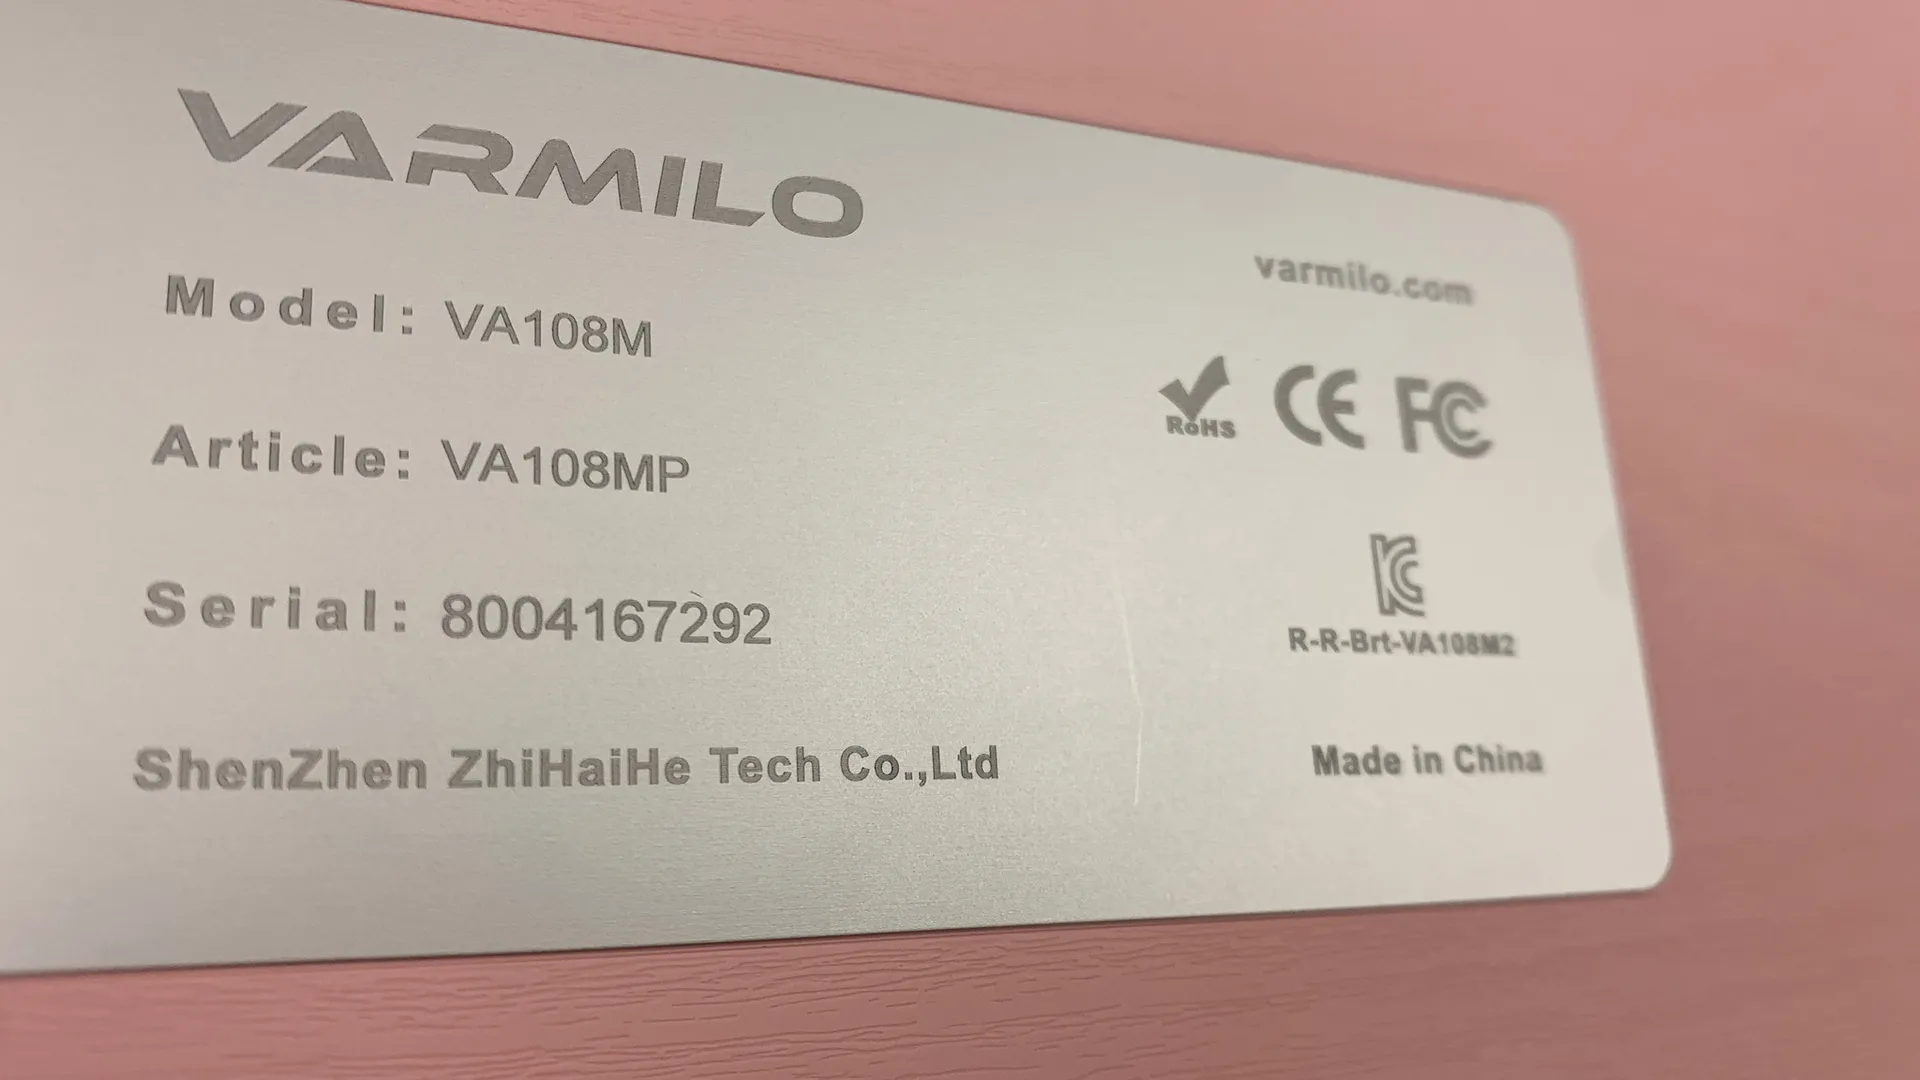 VARMILO
Model: VA108M
Article: VA108MP
Serial: 8004167292
ShenZhen ZhiHaiHe Tech Co.,Ltd
varmilo.com
RoHS CE FC
KC
R-R-Brt-VA108M2
Made in China